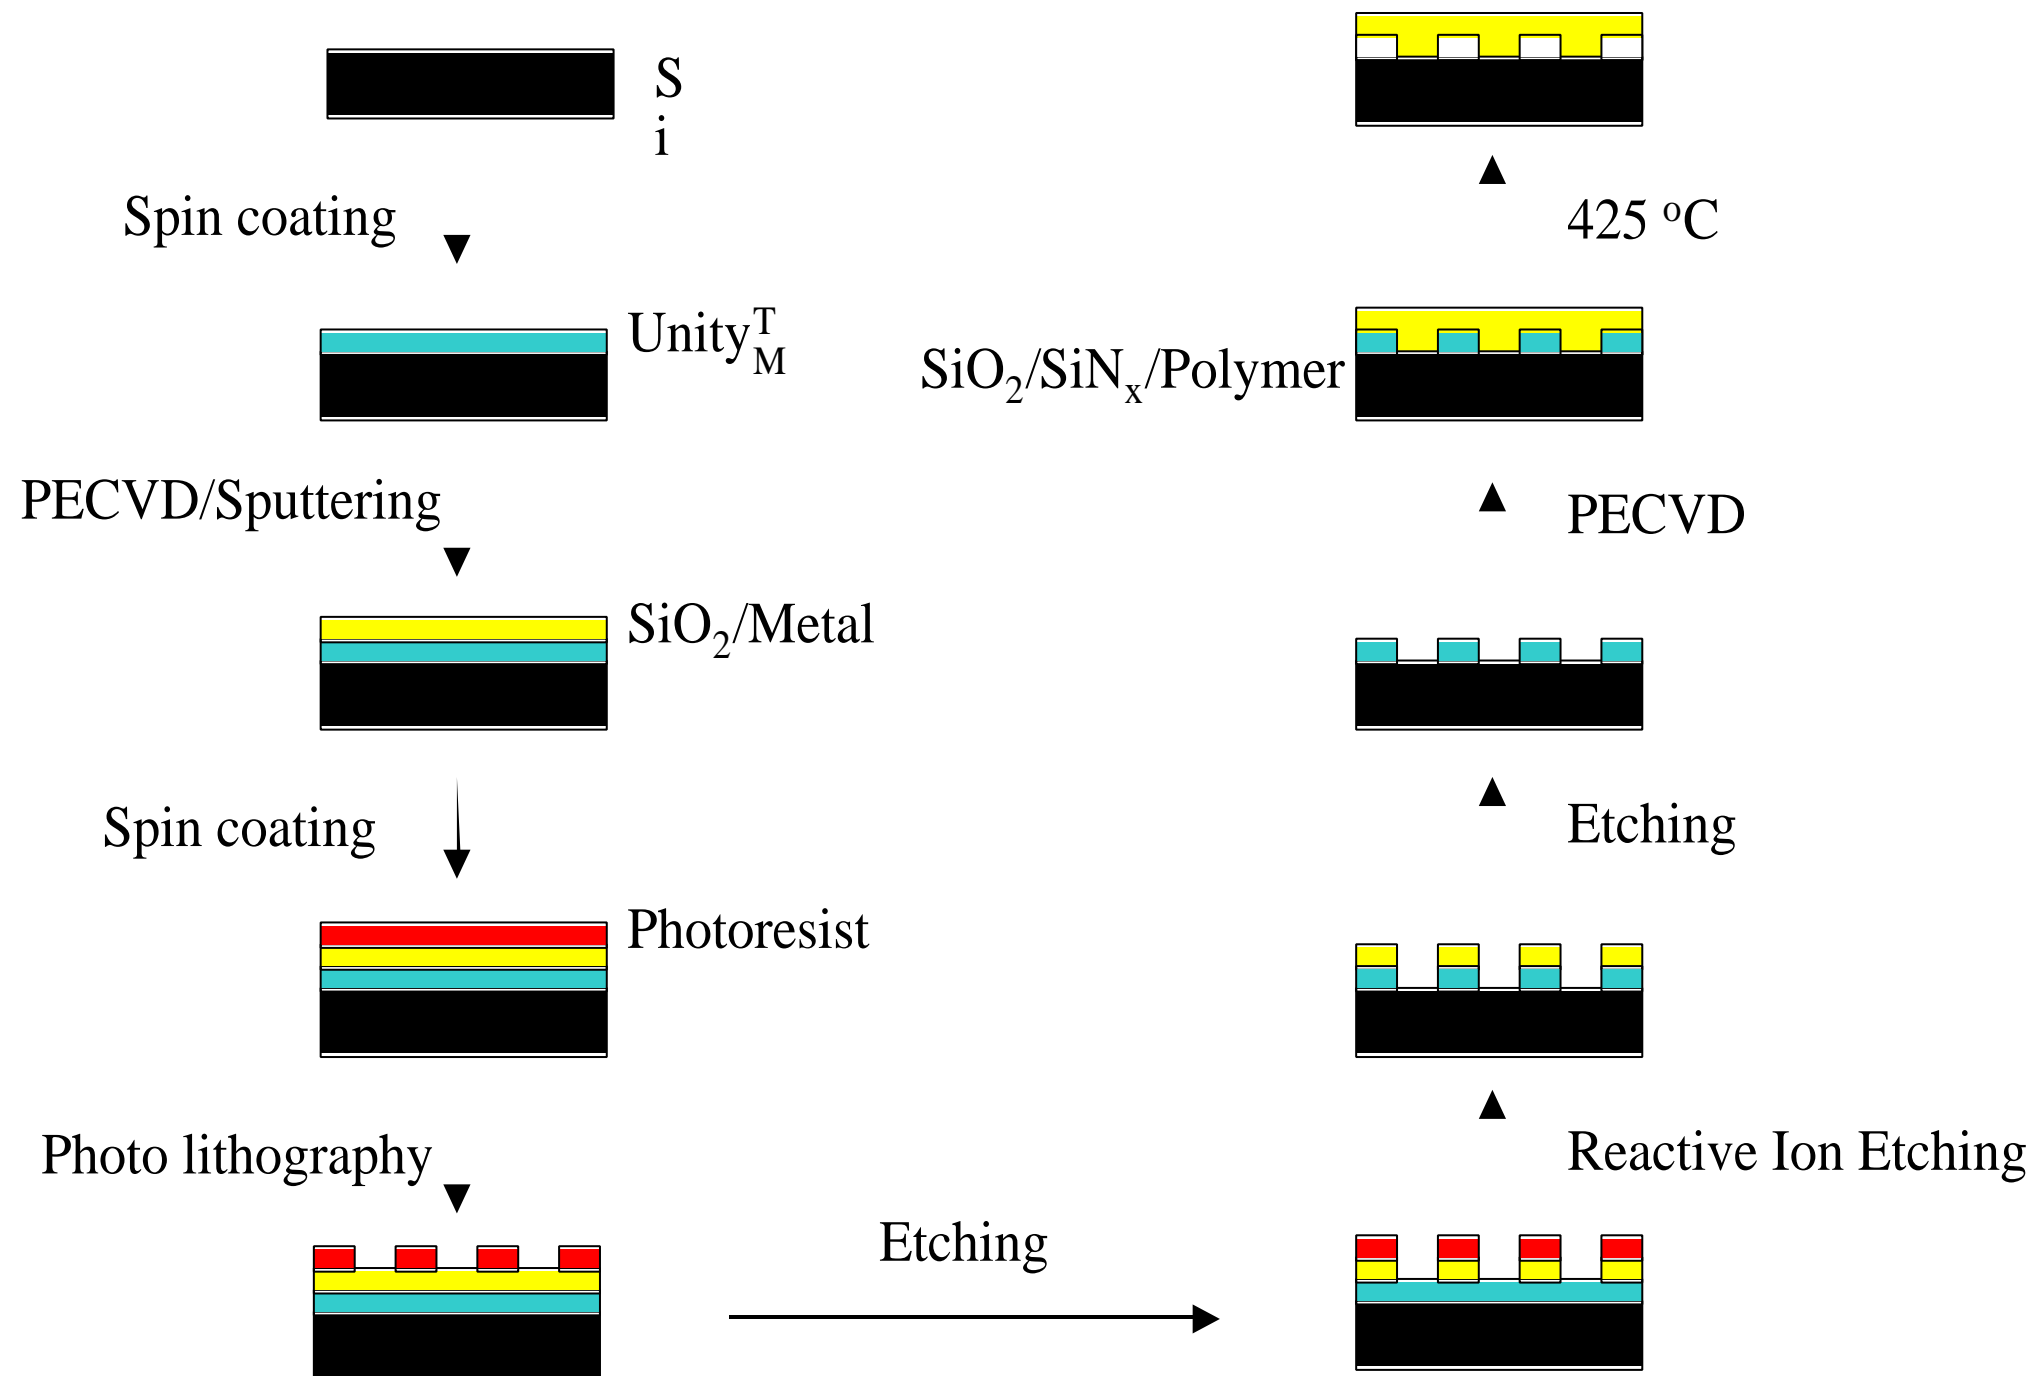 S
i
Spin coating
Unity TM
PECVD/Sputtering
SiO₂/Metal
Spin coating
Photoresist
Photo lithography
Etching
Reactive Ion Etching
Etching
PECVD
SiO₂/SiNₓ/Polymer
425 ºC